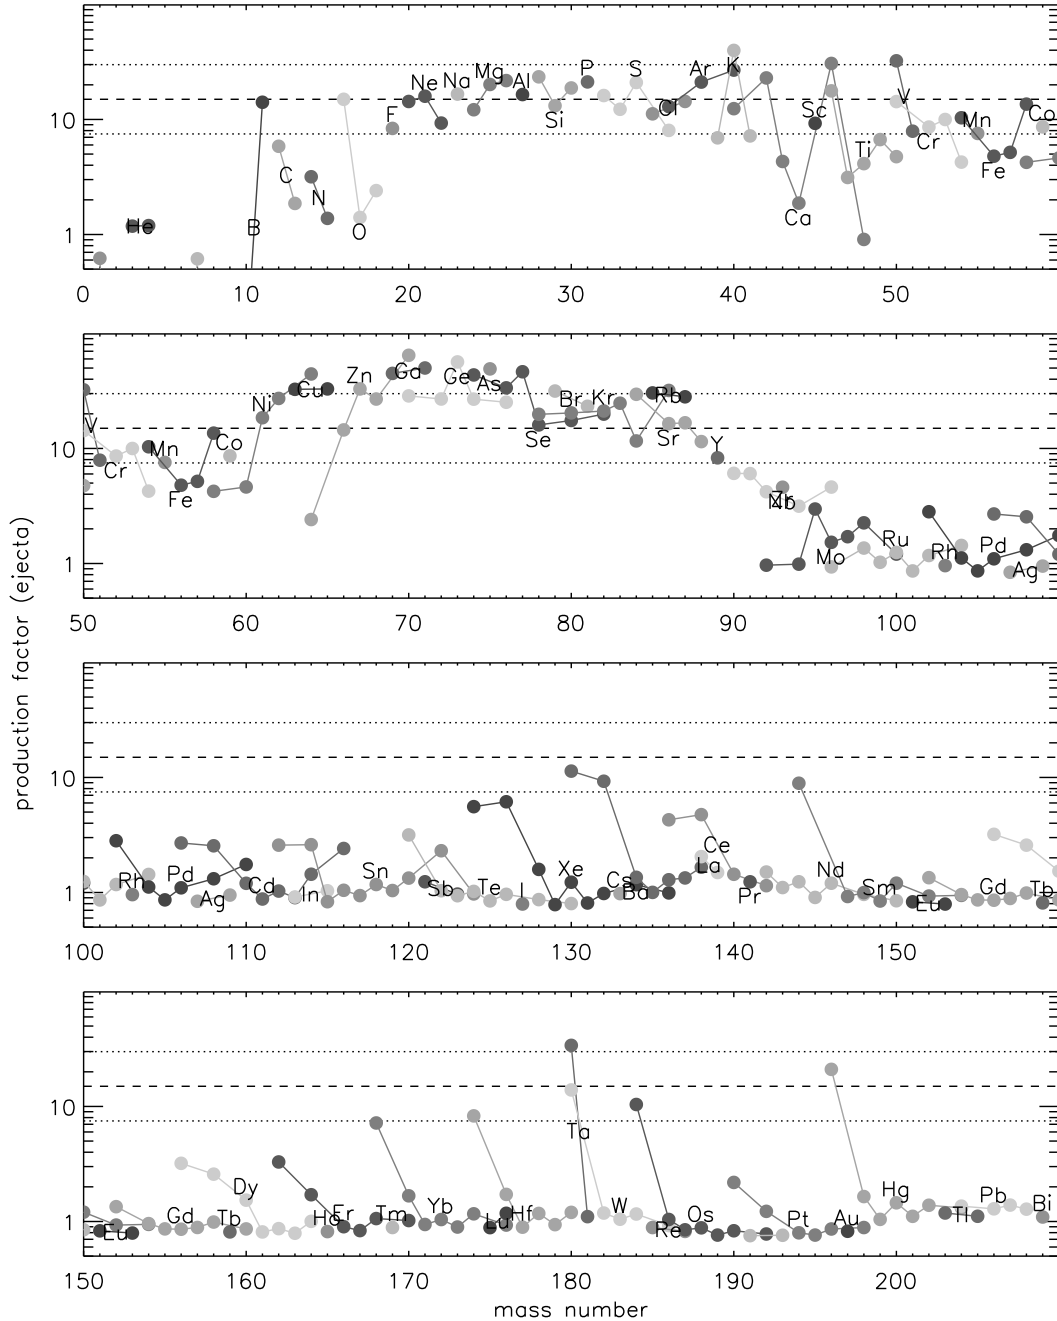 10
1
He
B
C
N
O
F
Ne
Na
Mg
Al
Si
P
S
Cl
Ar
K
Ca
Sc
Ti
V
Cr
Mn
Fe
Co
0 10 20 30 40 50
10
1
V
Cr
Mn
Fe
Co
Ni
Cu
Zn
Ga
Ge
As
Se
Br
Kr
Rb
Sr
Y
Zr
Nb
Mo
Ru
Rh
Pd
Ag
50 60 70 80 90 100
production factor (ejecta)
10
1
Rh
Pd
Ag
Cd
In
Sn
Sb
Te
I
Xe
Cs
Ba
La
Ce
Pr
Nd
Sm
Eu
Gd
Tb
100 110 120 130 140 150
10
1
Eu
Gd
Tb
Dy
Ho
Er
Tm
Yb
Lu
Hf
Ta
W
Re
Os
Pt
Au
Hg
Tl
Pb
Bi
150 160 170 180 190 200
mass number